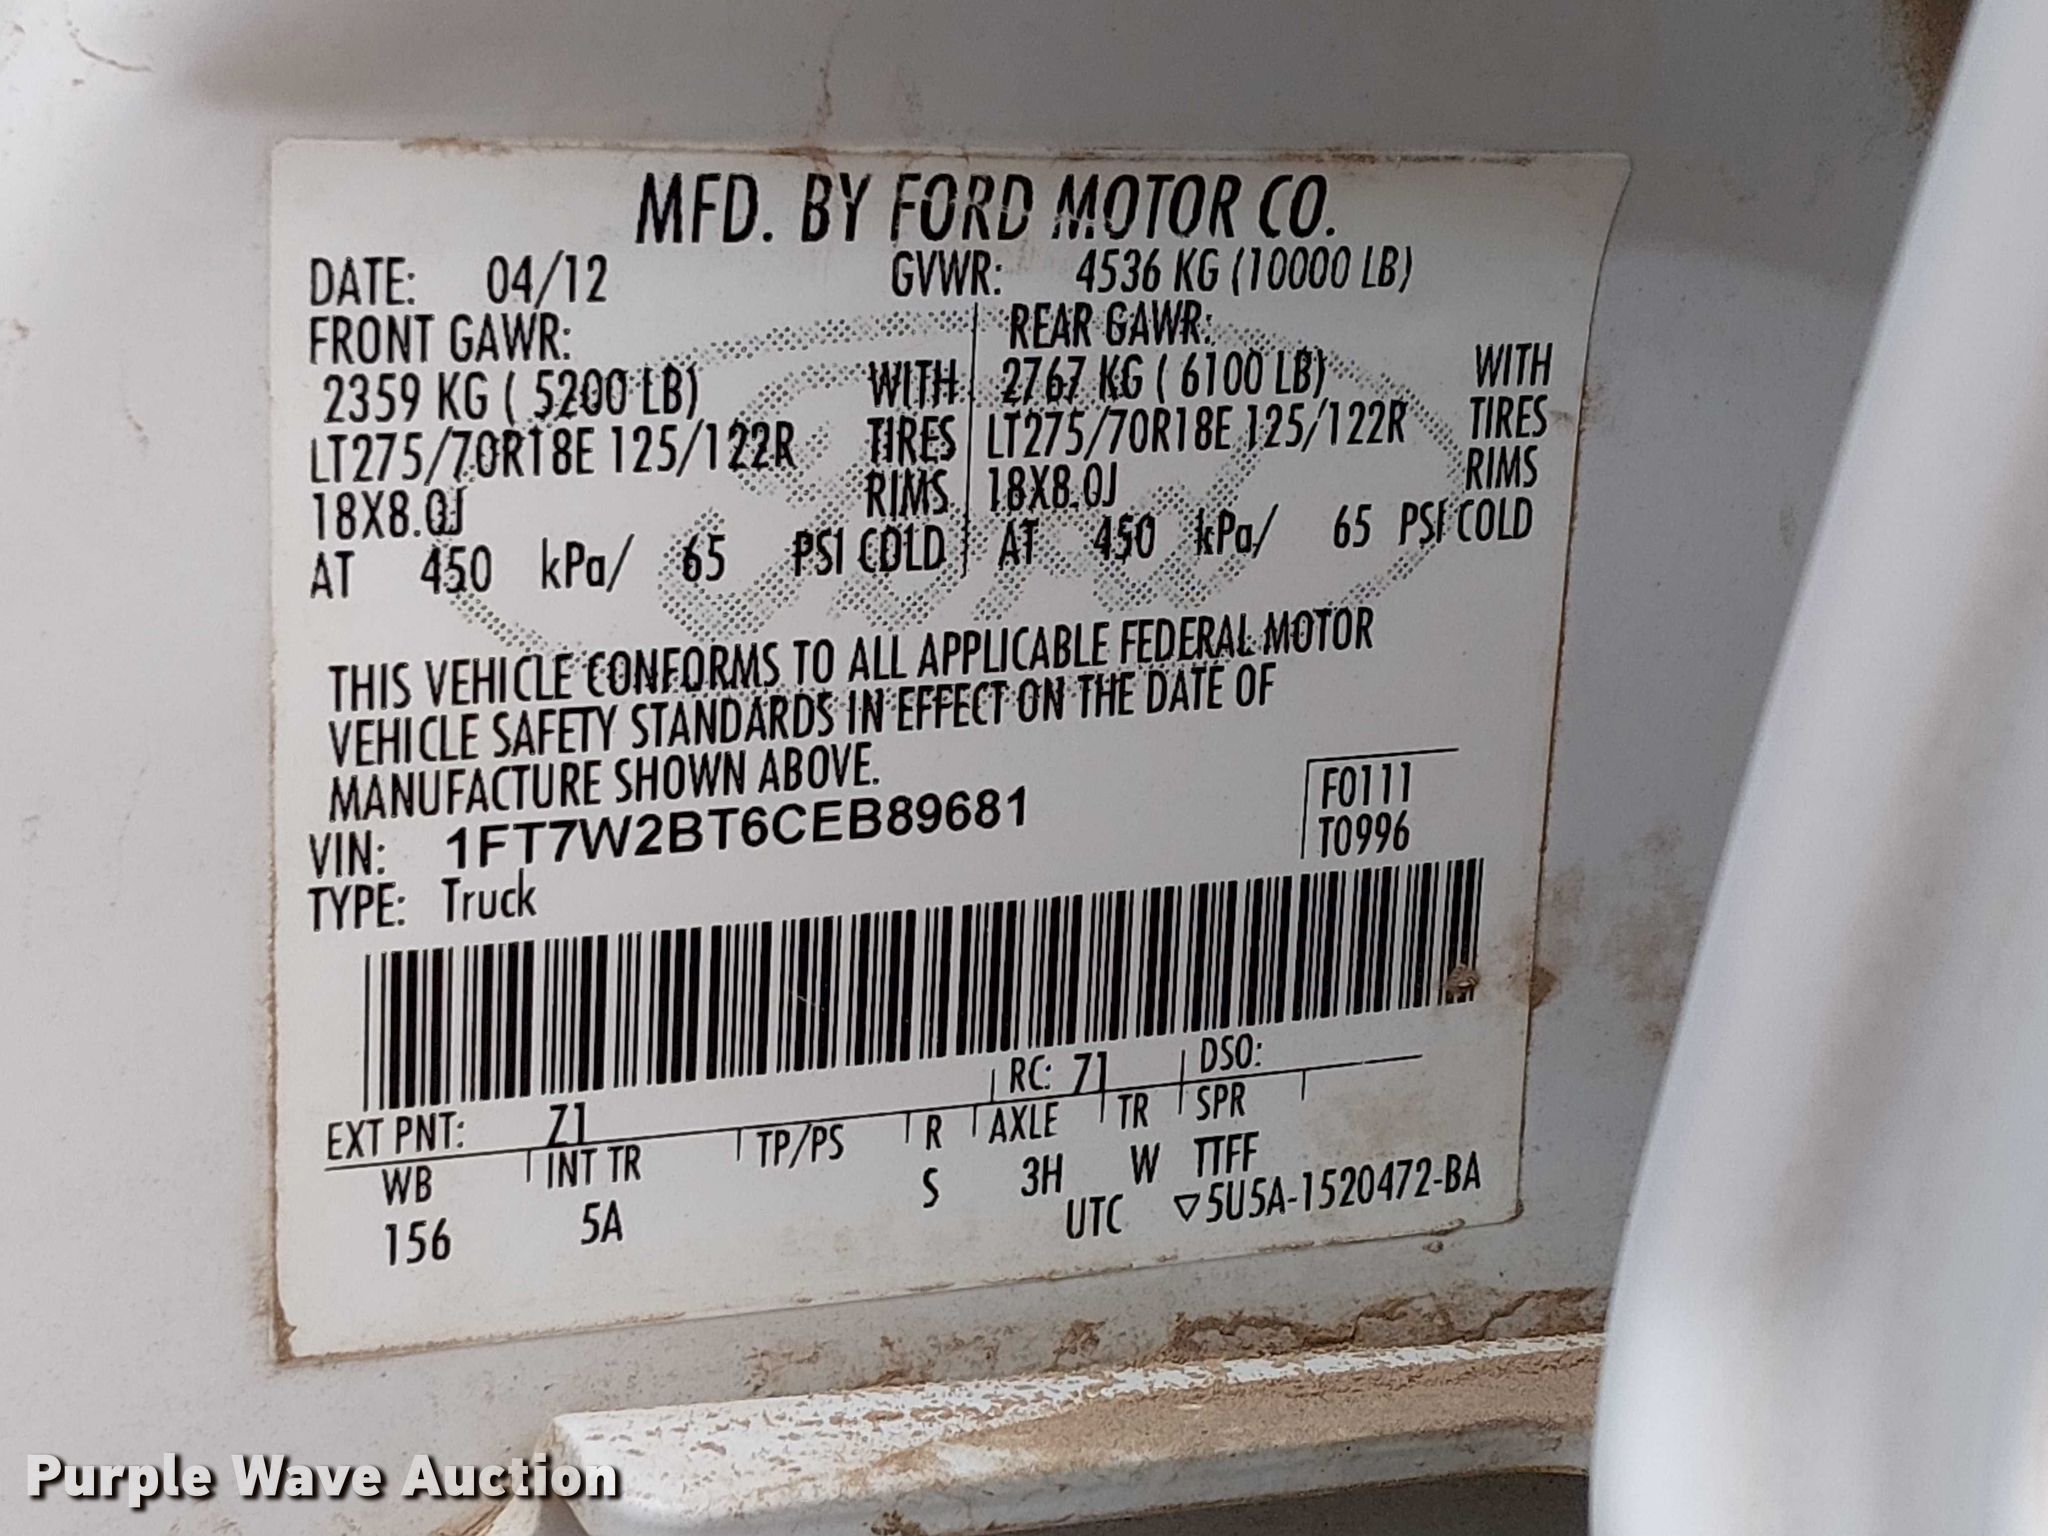 MFD. BY FORD MOTOR CO.
DATE: 04/12 GVWR: 4536 KG (10000 LB)
FRONT GAWR: REAR GAWR:
2359 KG ( 5200 LB) WITH 2767 KG ( 6100 LB) WITH
LT275/70R18E 125/122R TIRES LT275/70R18E 125/122R TIRES
18X8.0J RIMS 18X8.0J RIMS
AT 450 kPa/ 65 PSI COLD AT 450 kPa/ 65 PSI COLD
THIS VEHICLE CONFORMS TO ALL APPLICABLE FEDERAL MOTOR
VEHICLE SAFETY STANDARDS IN EFFECT ON THE DATE OF
MANUFACTURE SHOWN ABOVE.
VIN: 1FT7W2BT6CEB89681
TYPE: Truck
F0111
T0996
EXT PNT: Z1 RC: 71 DSO:
WB INT TR TP/PS R AXLE TR SPR
156 5A S 3H W TTFF
UTC ▽5U5A-1520472-BA
Purple Wave Auction